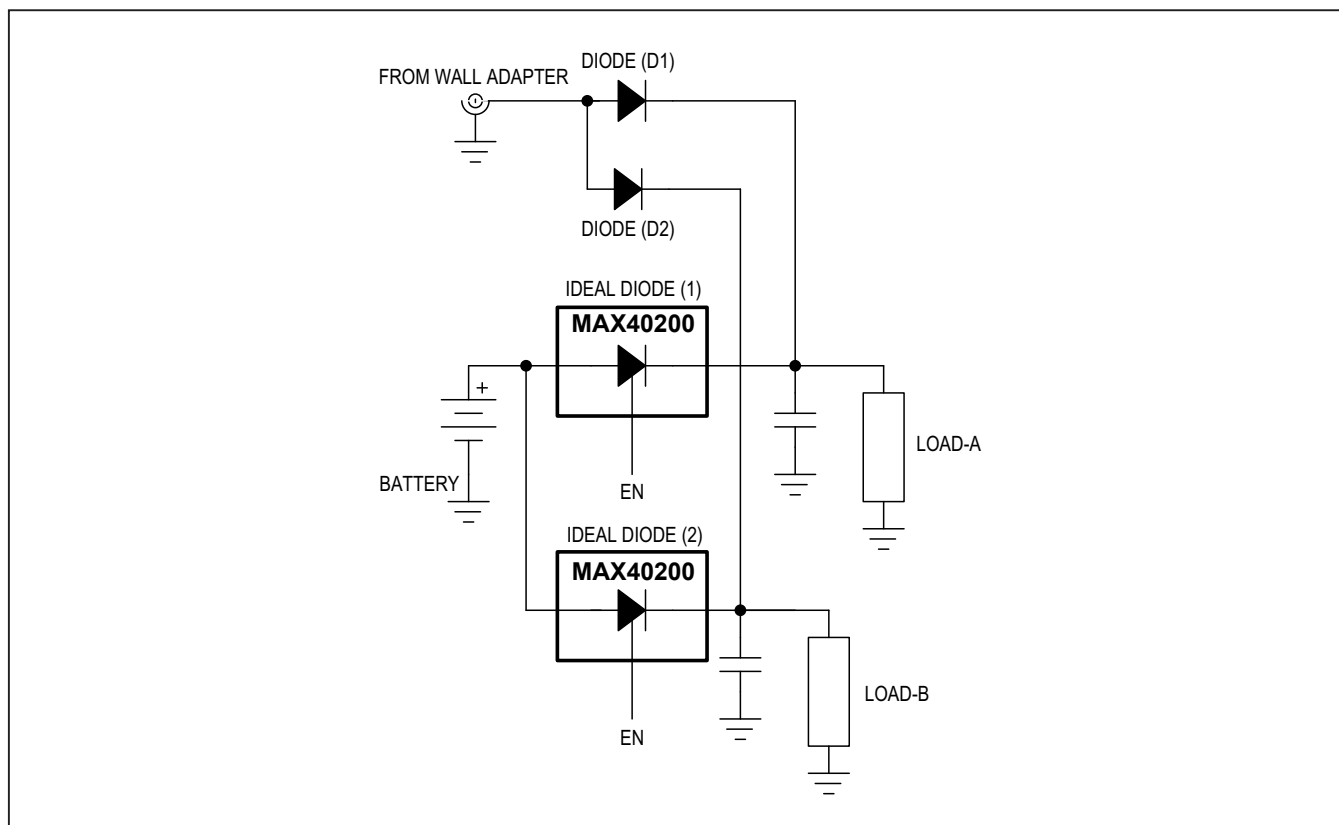 DIODE (D1)
FROM WALL ADAPTER
DIODE (D2)
IDEAL DIODE (1)
MAX40200
+
BATTERY
EN
LOAD-A
IDEAL DIODE (2)
MAX40200
EN
LOAD-B